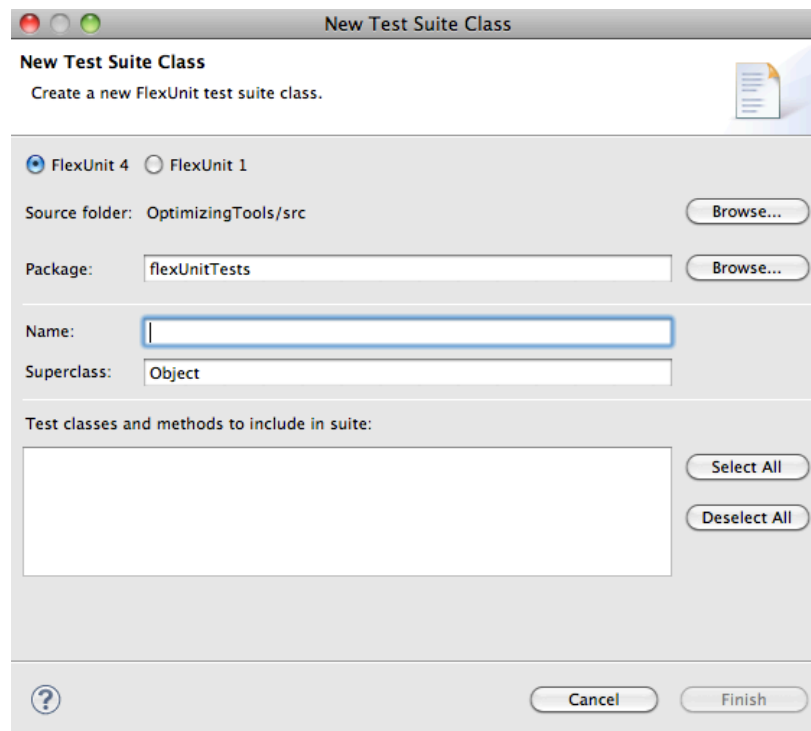 New Test Suite Class
New Test Suite Class
Create a new FlexUnit test suite class.
FlexUnit 4 FlexUnit 1
Source folder: OptimizingTools/src Browse...
Package: flexUnitTests Browse...
Name:
Superclass: Object
Test classes and methods to include in suite:
Select All
Deselect All
? Cancel Finish